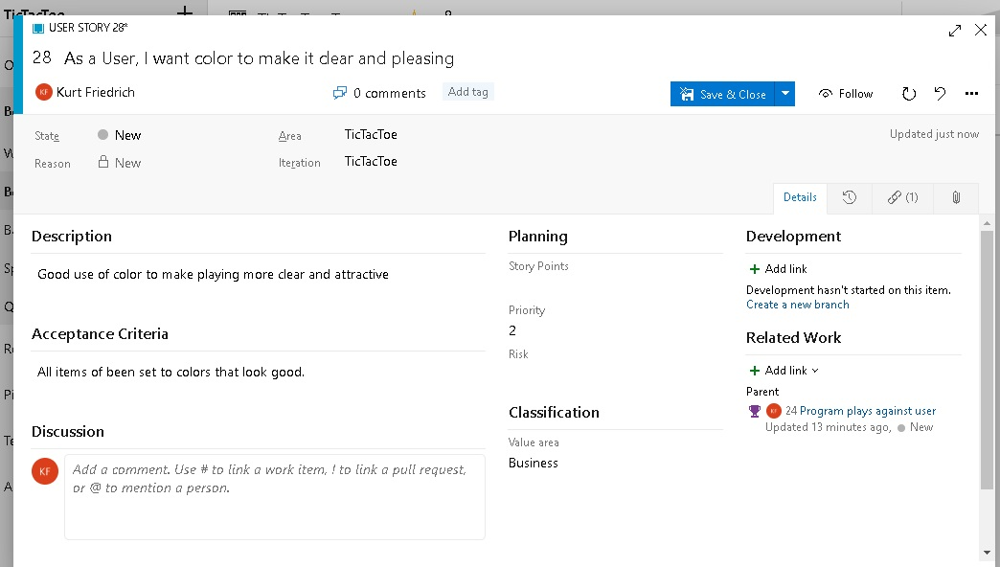 TicTacToe
USER STORY 28*
28 As a User, I want color to make it clear and pleasing
KF Kurt Friedrich
0 comments
Add tag
Save & Close
Follow
State
New
Area
TicTacToe
Updated just now
Reason
New
Iteration
TicTacToe
Details
(1)
Description
Good use of color to make playing more clear and attractive
Acceptance Criteria
All items of been set to colors that look good.
Discussion
KF
Add a comment. Use # to link a work item, ! to link a pull request,
or @ to mention a person.
Planning
Story Points
Priority
2
Risk
Classification
Value area
Business
Development
Add link
Development hasn't started on this item.
Create a new branch
Related Work
Add link
Parent
KF 24 Program plays against user
Updated 13 minutes ago, New